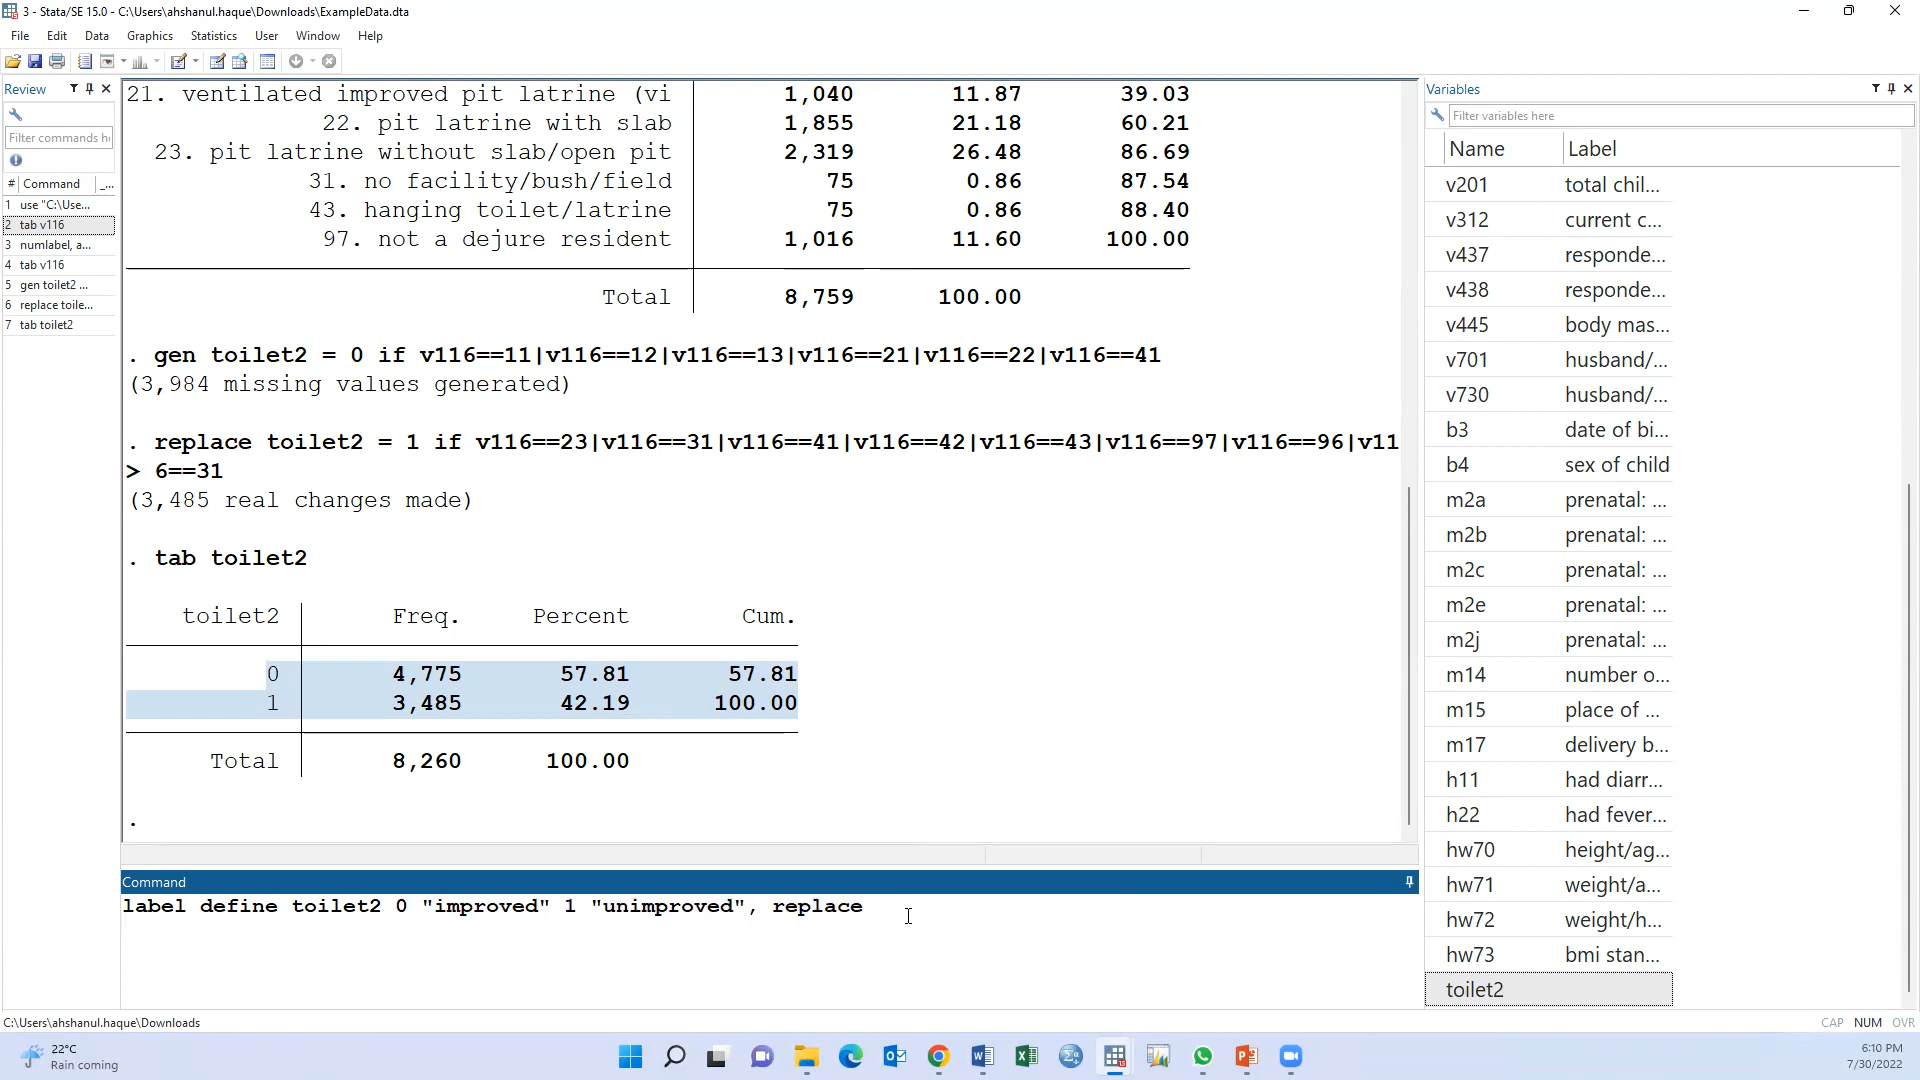 3 - Stata/SE 15.0 - C:\Users\ahshanul.haque\Downloads\ExampleData.dta
File Edit Data Graphics Statistics User Window Help
Review
Filter commands he
# Command _...
1 use "C:\Use...
2 tab v116
3 numlabel, a...
4 tab v116
5 gen toilet2 ...
6 replace toile...
7 tab toilet2
21. ventilated improved pit latrine (vi 1,040 11.87 39.03
22. pit latrine with slab 1,855 21.18 60.21
23. pit latrine without slab/open pit 2,319 26.48 86.69
31. no facility/bush/field 75 0.86 87.54
43. hanging toilet/latrine 75 0.86 88.40
97. not a dejure resident 1,016 11.60 100.00
Total 8,759 100.00
. gen toilet2 = 0 if v116==11|v116==12|v116==13|v116==21|v116==22|v116==41
(3,984 missing values generated)
. replace toilet2 = 1 if v116==23|v116==31|v116==41|v116==42|v116==43|v116==97|v116==96|v11
> 6==31
(3,485 real changes made)
. tab toilet2
toilet2 Freq. Percent Cum.
0 4,775 57.81 57.81
1 3,485 42.19 100.00
Total 8,260 100.00
.
Command
label define toilet2 0 "improved" 1 "unimproved", replace
Variables
Filter variables here
Name Label
v201 total chil...
v312 current c...
v437 responde...
v438 responde...
v445 body mas...
v701 husband/...
v730 husband/...
b3 date of bi...
b4 sex of child
m2a prenatal: ...
m2b prenatal: ...
m2c prenatal: ...
m2e prenatal: ...
m2j prenatal: ...
m14 number o...
m15 place of ...
m17 delivery b...
h11 had diarr...
h22 had fever...
hw70 height/ag...
hw71 weight/a...
hw72 weight/h...
hw73 bmi stan...
toilet2
C:\Users\ahshanul.haque\Downloads
CAP NUM OVR
22°C
Rain coming
6:10 PM
7/30/2022